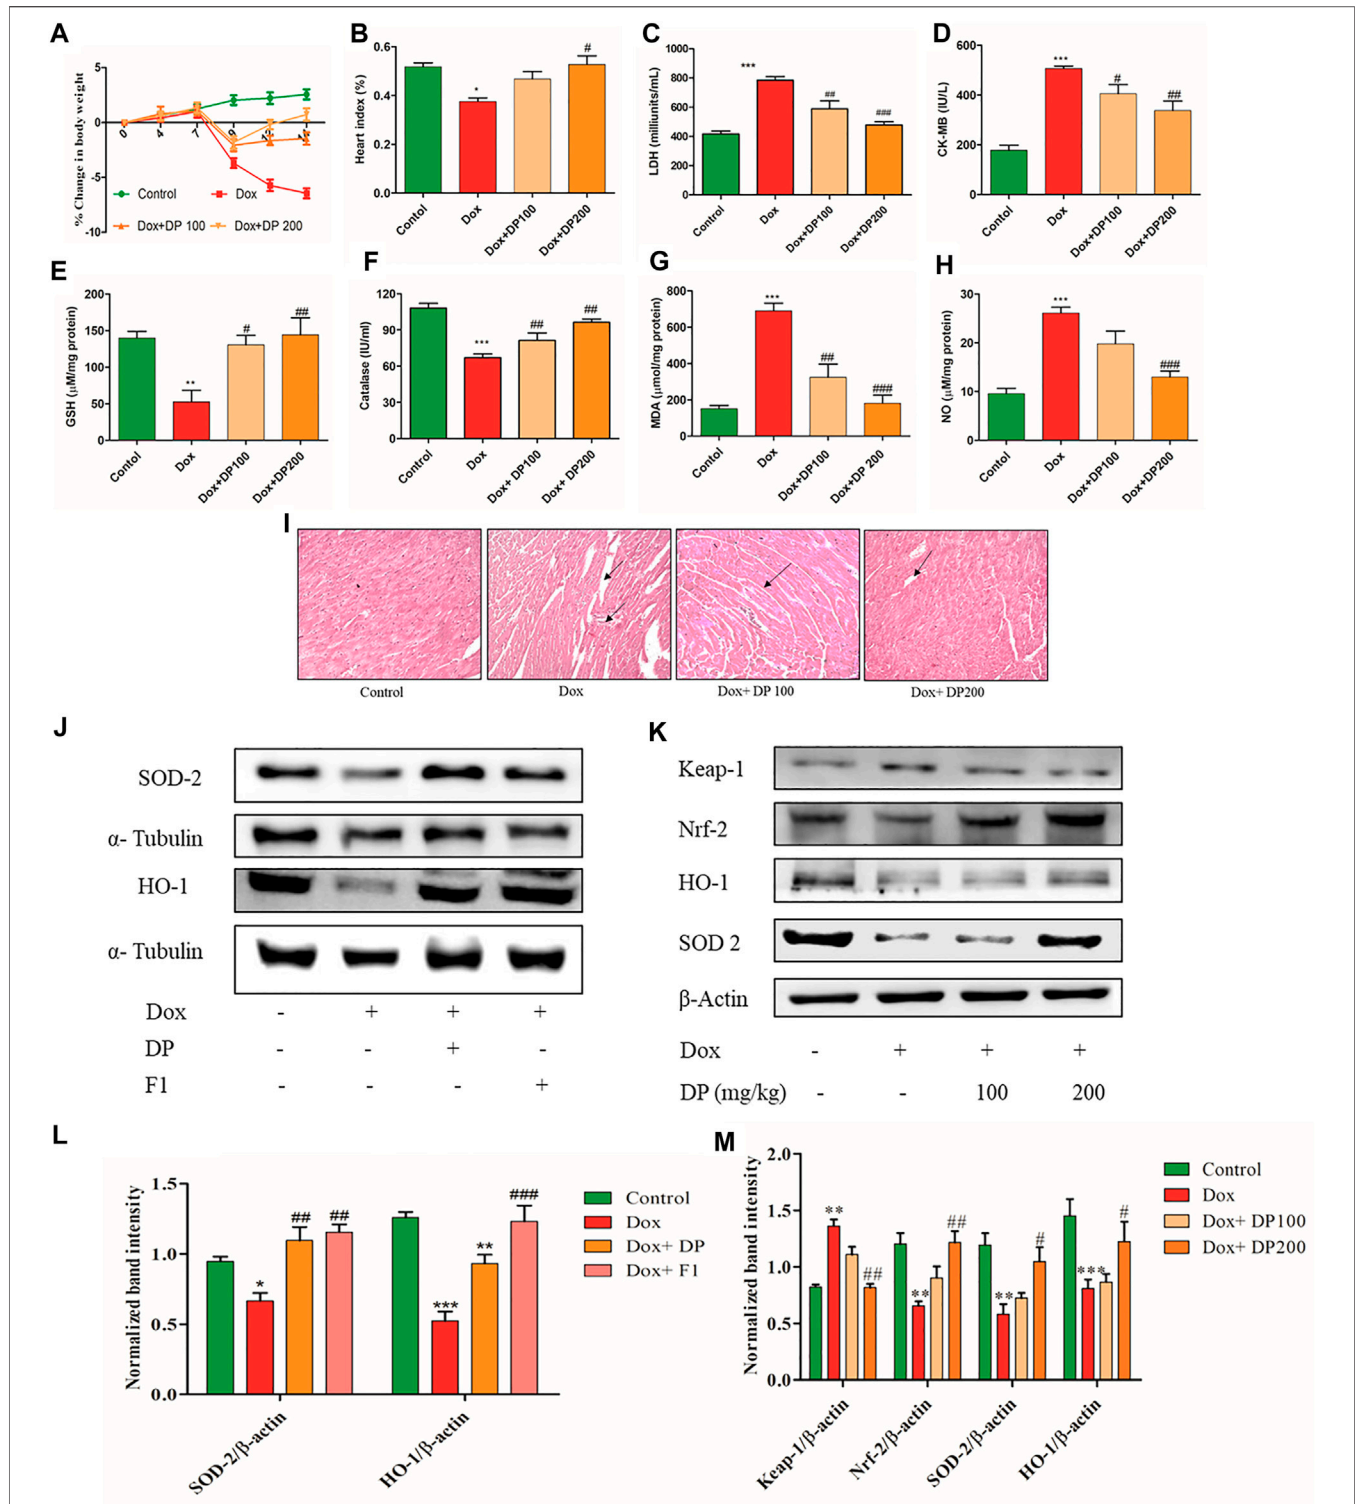 A
% Change in body weight
5
0
-5
-10
0 4 7 9 12 14
Control
Dox
Dox+DP 100
Dox+DP 200
B
Heart index (%)
0.6
0.4
0.2
0.0
*
#
Contol
Dox
Dox+DP100
Dox+DP200
C
LDH (milliunits/mL)
1000
800
600
400
200
0
***
##
###
Control
Dox
Dox+DP100
Dox+DP200
D
CK-MB (IU/L)
600
400
200
0
***
#
##
Control
Dox
Dox+DP100
Dox+DP200
E
GSH (µM/mg protein)
200
150
100
50
0
**
#
##
Contol
Dox
Dox+DP100
Dox+DP200
F
Catalase (IU/ml)
120
90
60
30
0
***
##
##
Control
Dox
Dox+ DP100
Dox+ DP200
G
MDA (µmol/mg protein)
800
600
400
200
0
***
##
###
Contol
Dox
Dox+DP100
Dox+DP 200
H
NO (µM/mg protein)
30
20
10
0
***
###
Contol
Dox
Dox+DP100
Dox+DP200
I
Control
Dox
Dox+ DP 100
Dox+ DP200
J
SOD-2
α- Tubulin
HO-1
α- Tubulin
Dox - + + +
DP - - + -
F1 - - - +
K
Keap-1
Nrf-2
HO-1
SOD 2
β-Actin
Dox - + + +
DP (mg/kg) - - 100 200
L
Normalized band intensity
1.5
1.0
0.5
0.0
*
##
##
***
**
###
SOD-2/β-actin
HO-1/β-actin
Control
Dox
Dox+ DP
Dox+ F1
M
Normalized band intensity
2.0
1.5
1.0
0.5
0.0
**
##
**
##
**
#
***
#
Keap-1/β-actin
Nrf-2/β-actin
SOD-2/β-actin
HO-1/β-actin
Control
Dox
Dox+ DP100
Dox+ DP200